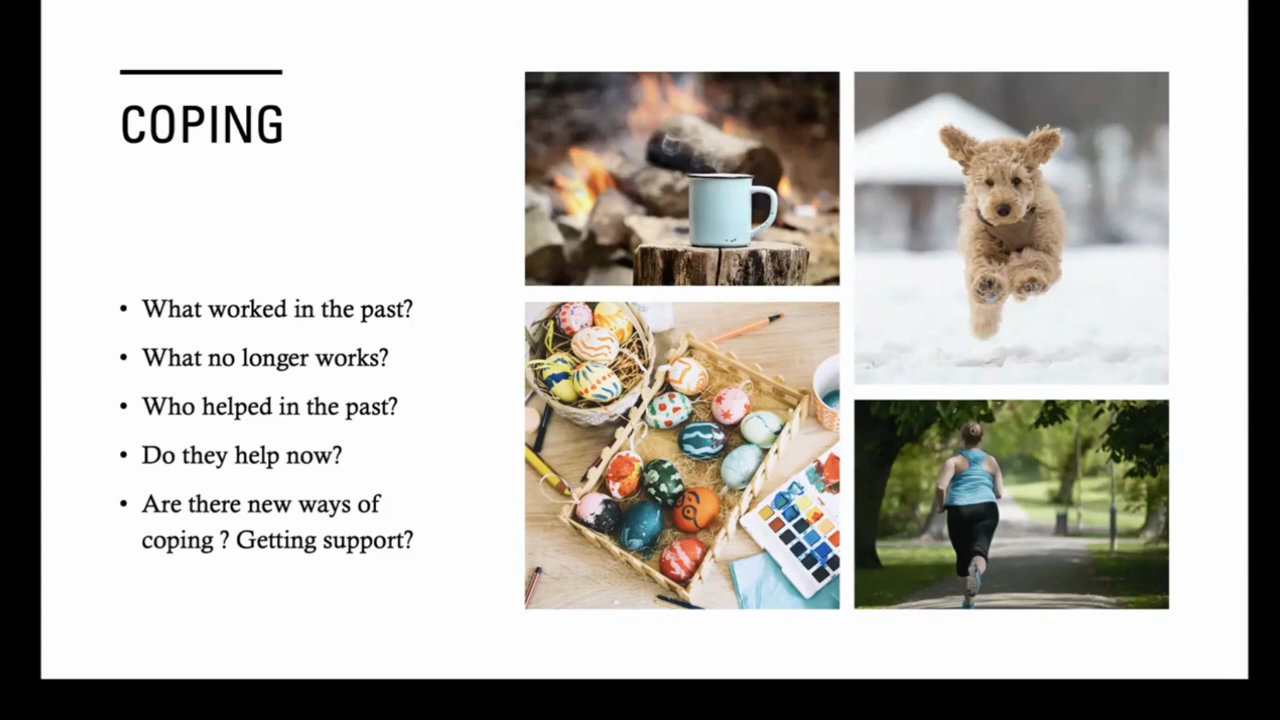 COPING
• What worked in the past?
• What no longer works?
• Who helped in the past?
• Do they help now?
• Are there new ways of
coping ? Getting support?